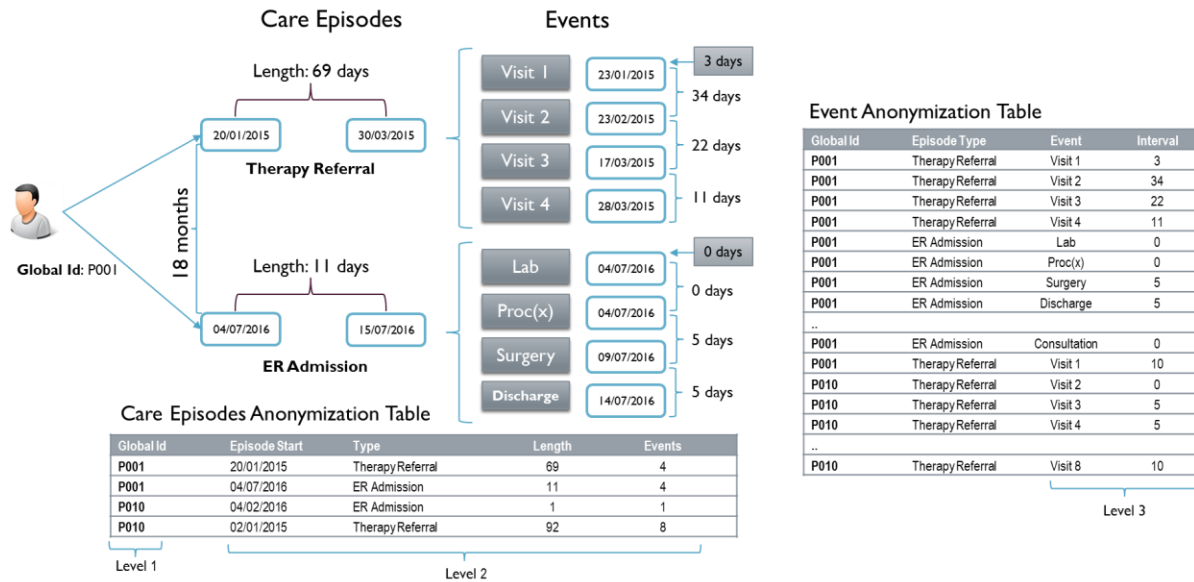 Care Episodes
Events
Length: 69 days
20/01/2015
30/03/2015
Therapy Referral
18 months
Global Id: P001
Length: 11 days
04/07/2016
15/07/2016
ER Admission
Visit 1
23/01/2015
3 days
34 days
Visit 2
23/02/2015
22 days
Visit 3
17/03/2015
11 days
Visit 4
28/03/2015
0 days
Lab
04/07/2016
0 days
Proc(x)
04/07/2016
5 days
Surgery
09/07/2016
5 days
Discharge
14/07/2016
Care Episodes Anonymization Table
Global Id Episode Start Type Length Events
P001 20/01/2015 Therapy Referral 69 4
P001 04/07/2016 ER Admission 11 4
P010 04/02/2016 ER Admission 1 1
P010 02/01/2015 Therapy Referral 92 8
Level 1
Level 2
Event Anonymization Table
Global Id Episode Type Event Interval
P001 Therapy Referral Visit 1 3
P001 Therapy Referral Visit 2 34
P001 Therapy Referral Visit 3 22
P001 Therapy Referral Visit 4 11
P001 ER Admission Lab 0
P001 ER Admission Proc(x) 0
P001 ER Admission Surgery 5
P001 ER Admission Discharge 5
..
P001 ER Admission Consultation 0
P001 Therapy Referral Visit 1 10
P010 Therapy Referral Visit 2 0
P010 Therapy Referral Visit 3 5
P010 Therapy Referral Visit 4 5
..
P010 Therapy Referral Visit 8 10
Level 3